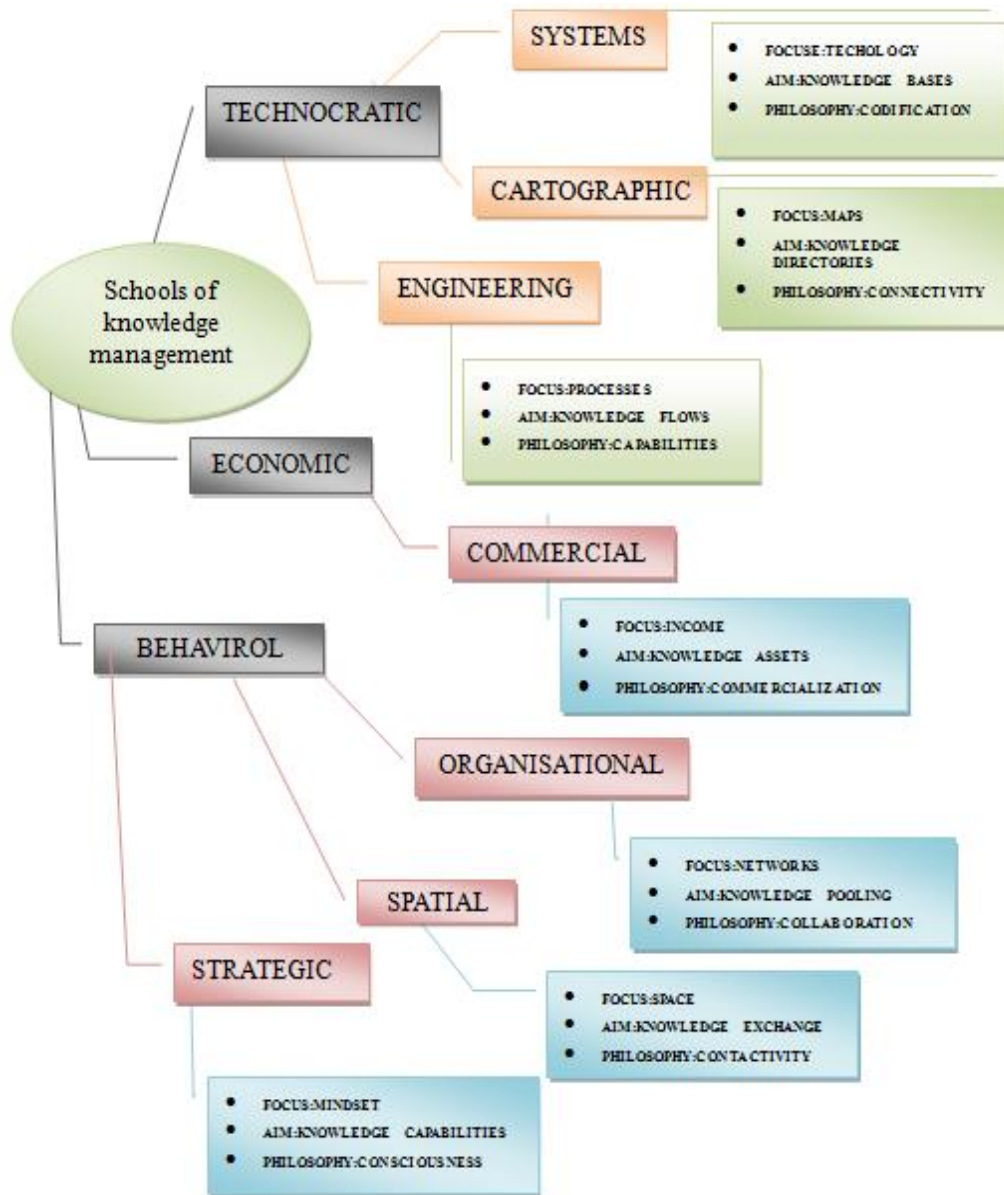 SYSTEMS
• FOCUSE:TECHOLOGY
• AIM:KNOWLEDGE BASES
• PHILOSOPHY:CODIFICATION
TECHNOCRATIC
CARTOGRAPHIC
• FOCUS:MAPS
• AIM:KNOWLEDGE
DIRECTORIES
• PHILOSOPHY:CONNECTIVITY
ENGINEERING
• FOCUS:PROCESSES
• AIM:KNOWLEDGE FLOWS
• PHILOSOPHY:CAPABILITIES
Schools of
knowledge
management
ECONOMIC
COMMERCIAL
• FOCUS:INCOME
• AIM:KNOWLEDGE ASSETS
• PHILOSOPHY:COMMERCIALIZATION
BEHAVIROL
ORGANISATIONAL
• FOCUS:NETWORKS
• AIM:KNOWLEDGE POOLING
• PHILOSOPHY:COLLABORATION
SPATIAL
• FOCUS:SPACE
• AIM:KNOWLEDGE EXCHANGE
• PHILOSOPHY:CONTACTIVITY
STRATEGIC
• FOCUS:MINDSET
• AIM:KNOWLEDGE CAPABILITIES
• PHILOSOPHY:CONSCIOUSNESS